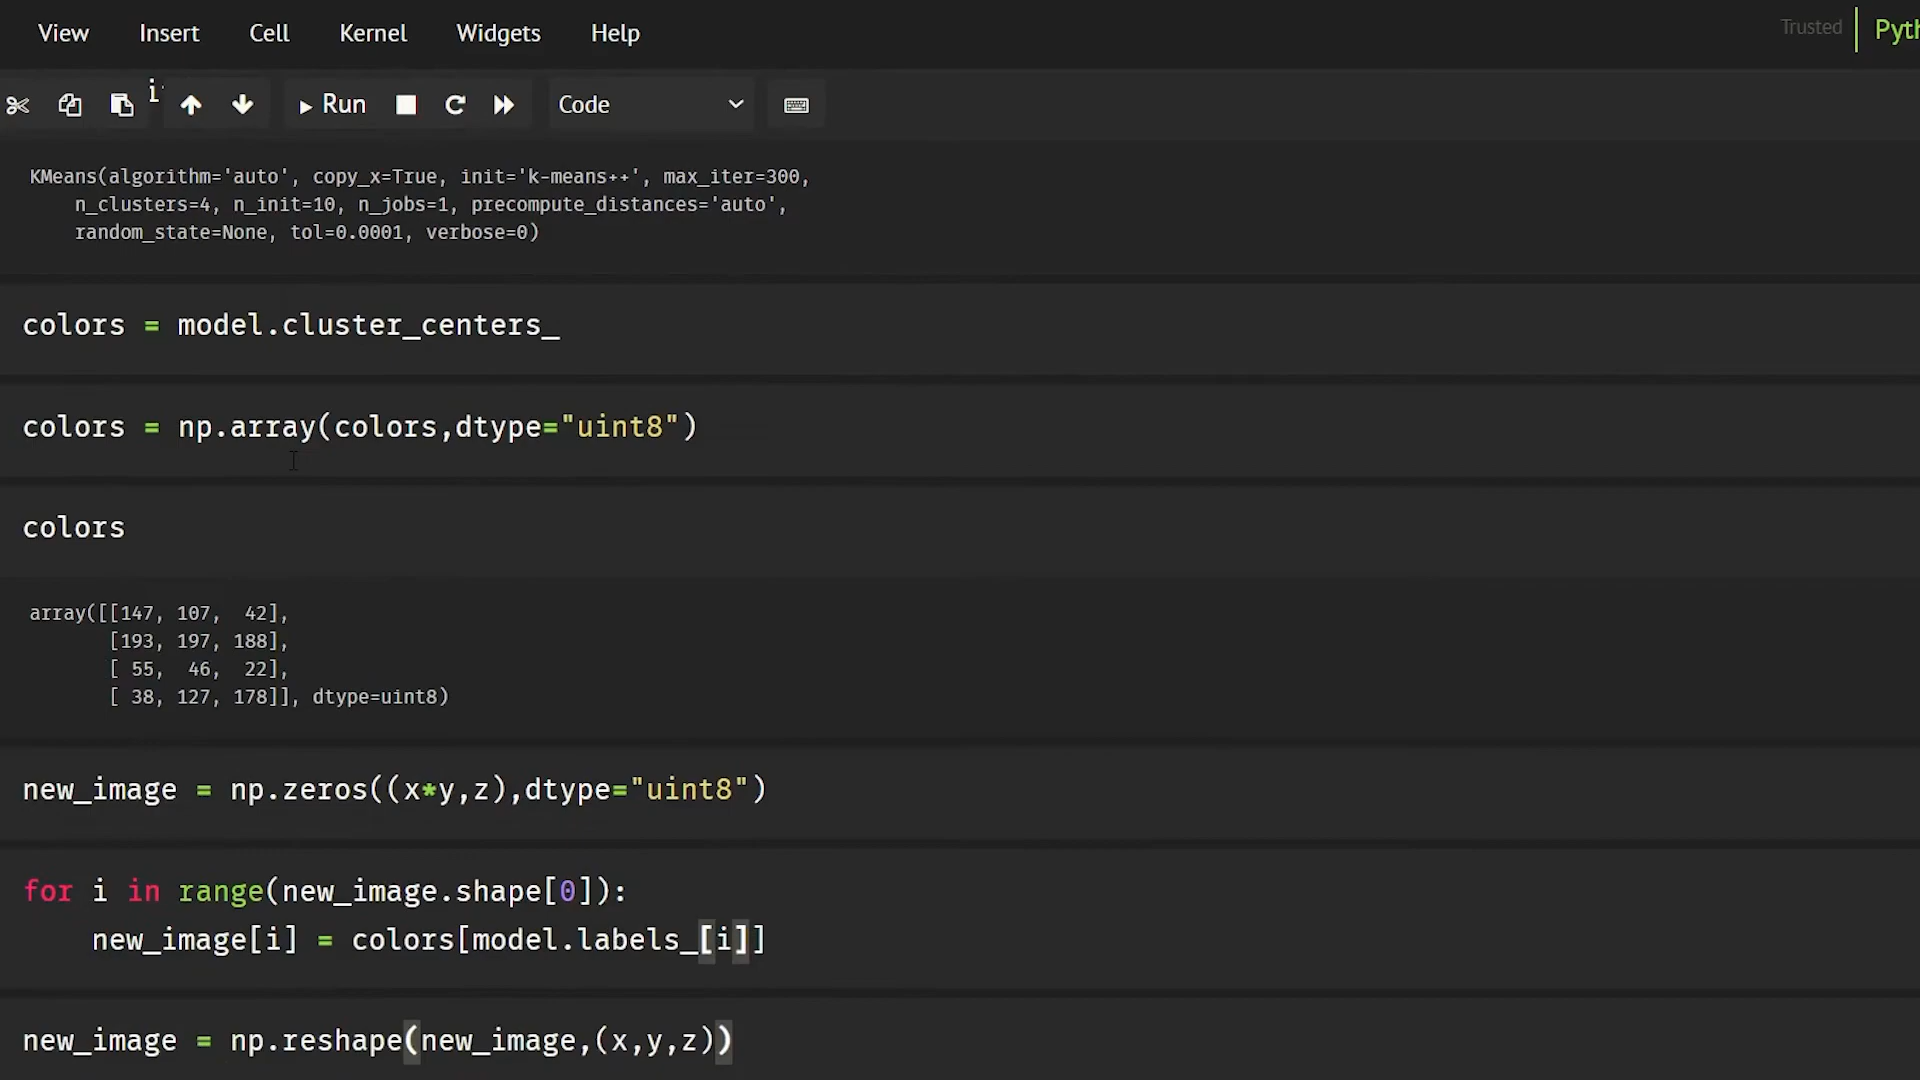 View Insert Cell Kernel Widgets Help Trusted
Run Code
KMeans(algorithm='auto', copy_x=True, init='k-means++', max_iter=300,
n_clusters=4, n_init=10, n_jobs=1, precompute_distances='auto',
random_state=None, tol=0.0001, verbose=0)
colors = model.cluster_centers_
colors = np.array(colors,dtype="uint8")
colors
array([[147, 107, 42],
[193, 197, 188],
[ 55, 46, 22],
[ 38, 127, 178]], dtype=uint8)
new_image = np.zeros((x*y,z),dtype="uint8")
for i in range(new_image.shape[0]):
new_image[i] = colors[model.labels_[i]]
new_image = np.reshape(new_image,(x,y,z))